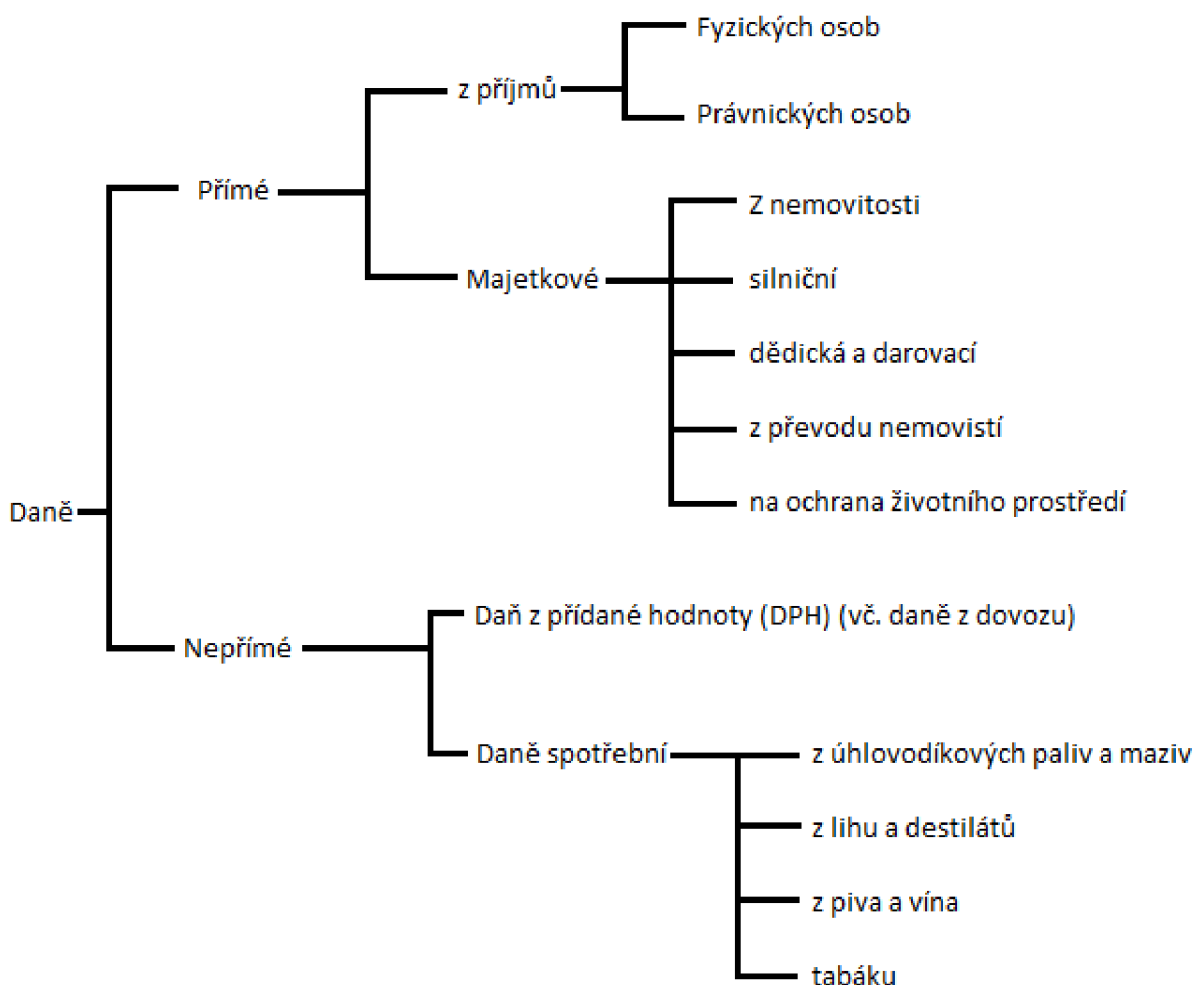 Fyzických osob
z příjmů
Právnických osob
Přímé
Z nemovitosti
Majetkové
silniční
dědická a darovací
z převodu nemovistí
na ochrana životního prostředí
Daně
Daň z přídané hodnoty (DPH) (vč. daně z dovozu)
Nepřímé
Daně spotřební
z úhlovodíkových paliv a maziv
z lihu a destilátů
z piva a vína
tabáku